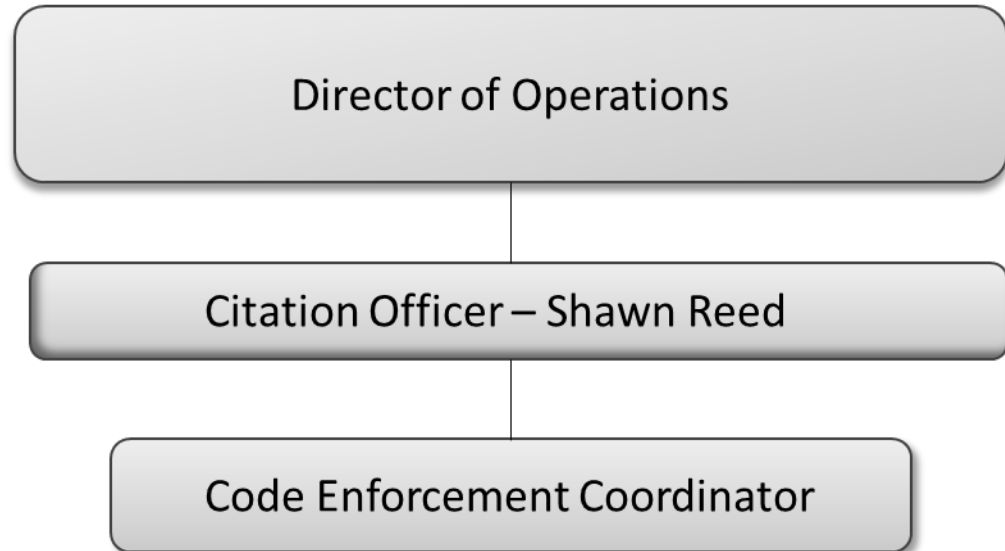 Director of Operations
Citation Officer – Shawn Reed
Code Enforcement Coordinator